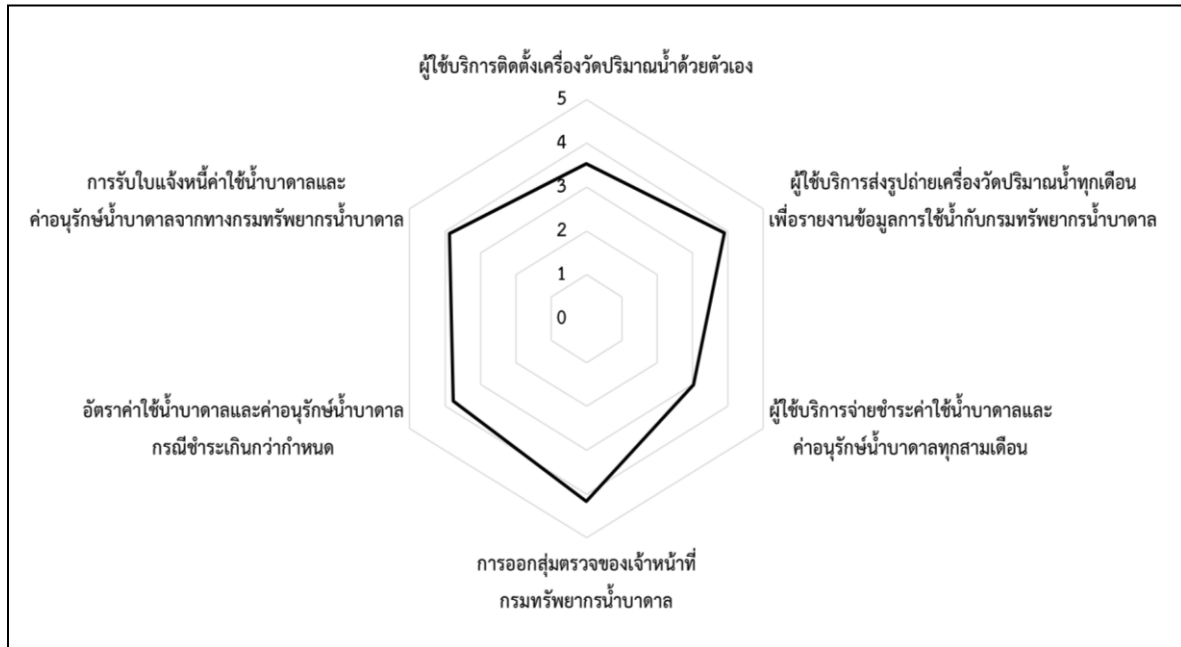 ผู้ใช้บริการติดตั้งเครื่องวัดปริมาณน้ำด้วยตัวเอง
5
4
3
2
1
0
ผู้ใช้บริการส่งรูปถ่ายเครื่องวัดปริมาณน้ำทุกเดือน
เพื่อรายงานข้อมูลการใช้น้ำกับกรมทรัพยากรน้ำบาดาล
ผู้ใช้บริการจ่ายชำระค่าใช้น้ำบาดาลและ
ค่าอนุรักษ์น้ำบาดาลทุกสามเดือน
การออกสุ่มตรวจของเจ้าหน้าที่
กรมทรัพยากรน้ำบาดาล
อัตราค่าใช้น้ำบาดาลและค่าอนุรักษ์น้ำบาดาล
กรณีชำระเกินกว่ากำหนด
การรับใบแจ้งหนี้ค่าใช้น้ำบาดาลและ
ค่าอนุรักษ์น้ำบาดาลจากทางกรมทรัพยากรน้ำบาดาล